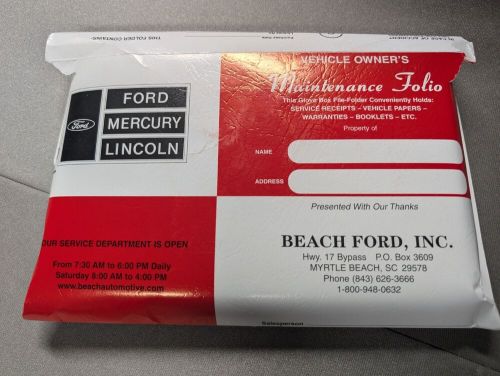 THIS FOLDER CONTAINS:
VEHICLE OWNER'S
Maintenance Folio
This Glove Box File-Folder Conveniently Holds:
SERVICE RECEIPTS – VEHICLE PAPERS –
WARRANTIES – BOOKLETS – ETC.
Property of
NAME
ADDRESS
Ford
FORD
MERCURY
LINCOLN
Presented With Our Thanks
BEACH FORD, INC.
Hwy. 17 Bypass P.O. Box 3609
MYRTLE BEACH, SC 29578
Phone (843) 626-3666
1-800-948-0632
OUR SERVICE DEPARTMENT IS OPEN
From 7:30 AM to 6:00 PM Daily
Saturday 8:00 AM to 4:00 PM
www.beachautomotive.com
Salesperson